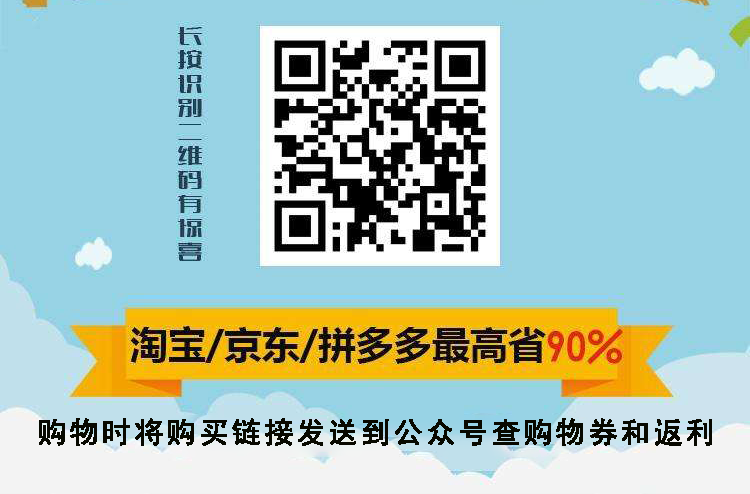 长按识别二维码有惊喜
淘宝/京东/拼多多最高省90%
购物时将购买链接发送到公众号查购物券和返利